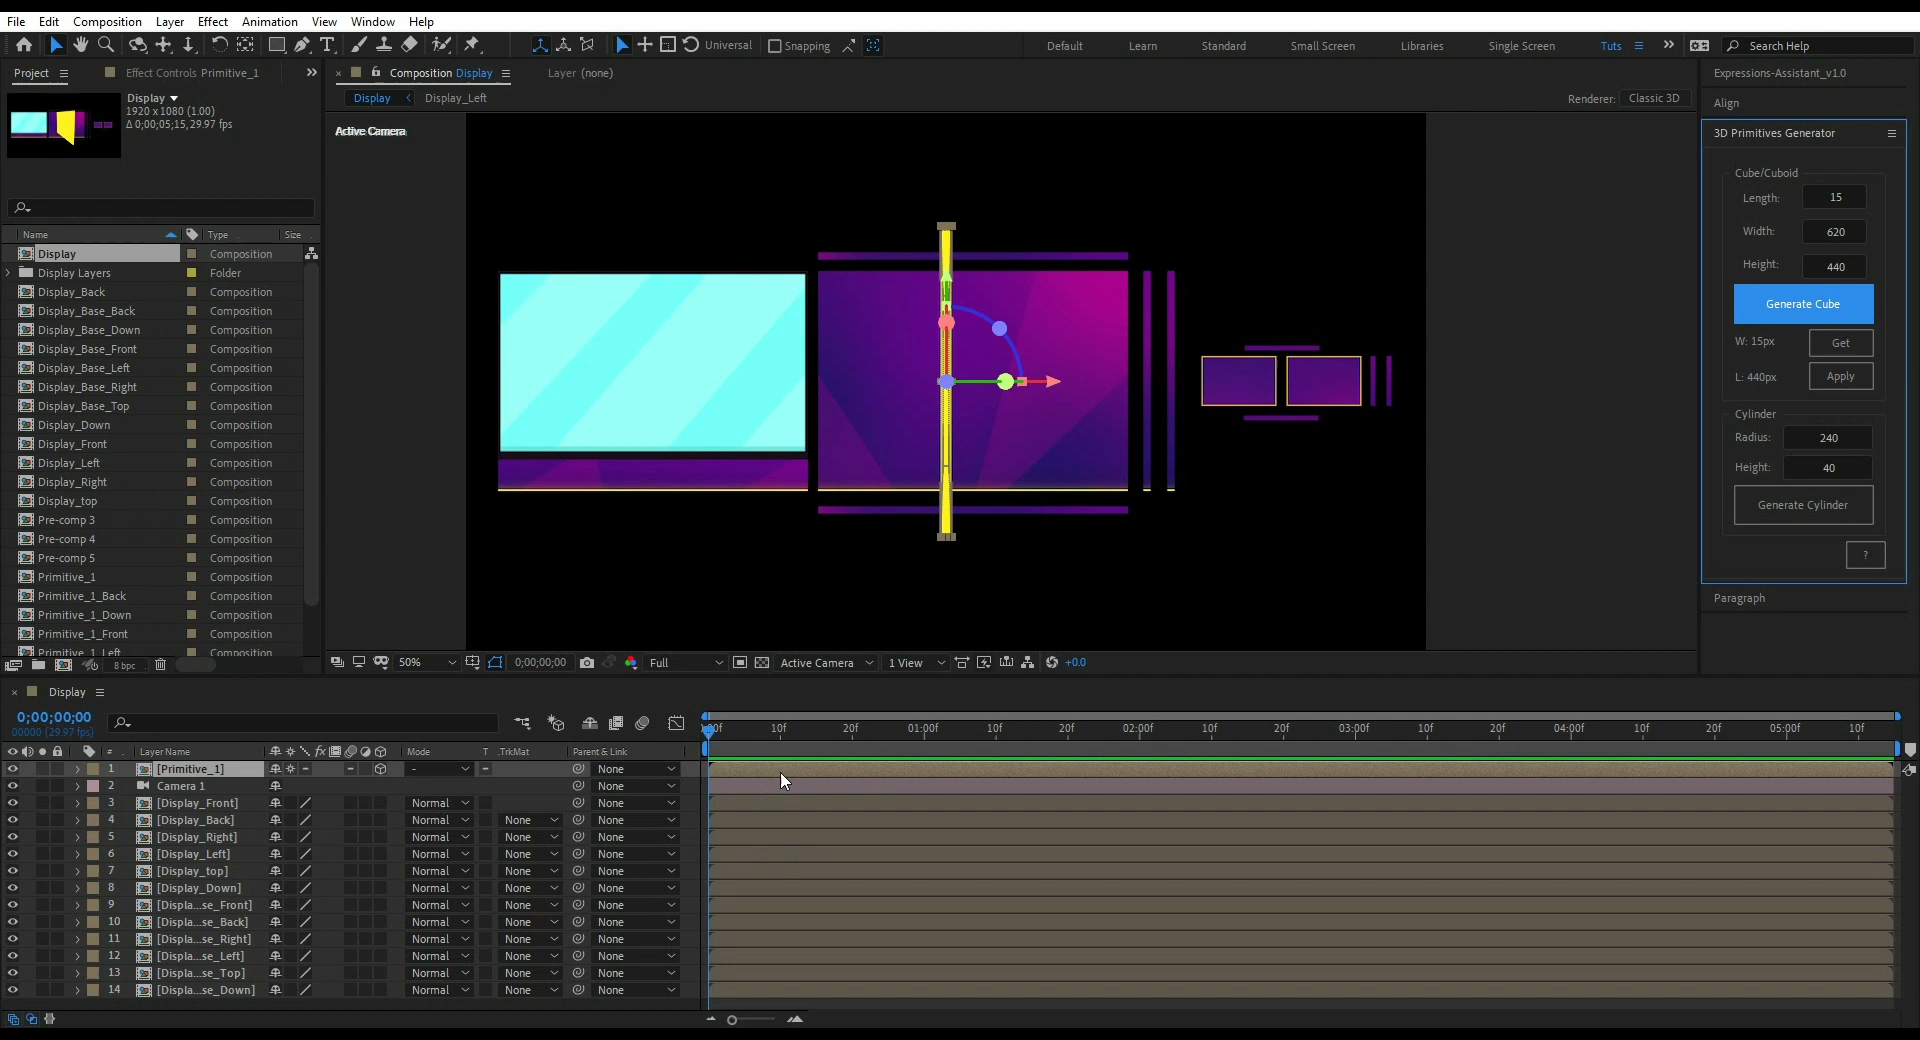 File Edit Composition Layer Effect Animation View Window Help
Universal Snapping Default Learn Standard Small Screen Libraries Single Screen Tuts Search Help
Project Effect Controls Primitive_1
Display
1920 x 1080 (1.00)
Δ 0;00;05;15, 29.97 fps
Name Type Size
Display Composition
Display Layers Folder
Display_Back Composition
Display_Base_Back Composition
Display_Base_Down Composition
Display_Base_Front Composition
Display_Base_Left Composition
Display_Base_Right Composition
Display_Base_Top Composition
Display_Down Composition
Display_Front Composition
Display_Left Composition
Display_Right Composition
Display_top Composition
Pre-comp 3 Composition
Pre-comp 4 Composition
Pre-comp 5 Composition
Primitive_1 Composition
Primitive_1_Back Composition
Primitive_1_Down Composition
Primitive_1_Front Composition
Primitive_1_Left Composition
8 bpc
Composition Display Layer (none)
Display Display_Left
Renderer: Classic 3D
Active Camera
50% 0;00;00;00 Full Active Camera 1 View +0.0
Expressions-Assistant_v1.0
Align
3D Primitives Generator
Cube/Cuboid
Length: 15
Width: 620
Height: 440
Generate Cube
W: 15px Get
L: 440px Apply
Cylinder
Radius: 240
Height: 40
Generate Cylinder
?
Paragraph
Display
0;00;00;00
00000 (29.97 fps)
10f 20f 01:00f 10f 20f 02:00f 10f 20f 03:00f 10f 20f 04:00f 10f 20f 05:00f 10f
# Layer Name fx Mode T .TrkMat Parent & Link
1 [Primitive_1] - None
2 Camera 1 None
3 [Display_Front] Normal None
4 [Display_Back] Normal None None
5 [Display_Right] Normal None None
6 [Display_Left] Normal None None
7 [Display_top] Normal None None
8 [Display_Down] Normal None None
9 [Displa...se_Front] Normal None None
10 [Displa...se_Back] Normal None None
11 [Displa...se_Right] Normal None None
12 [Displa...se_Left] Normal None None
13 [Displa...se_Top] Normal None None
14 [Displa...se_Down] Normal None None